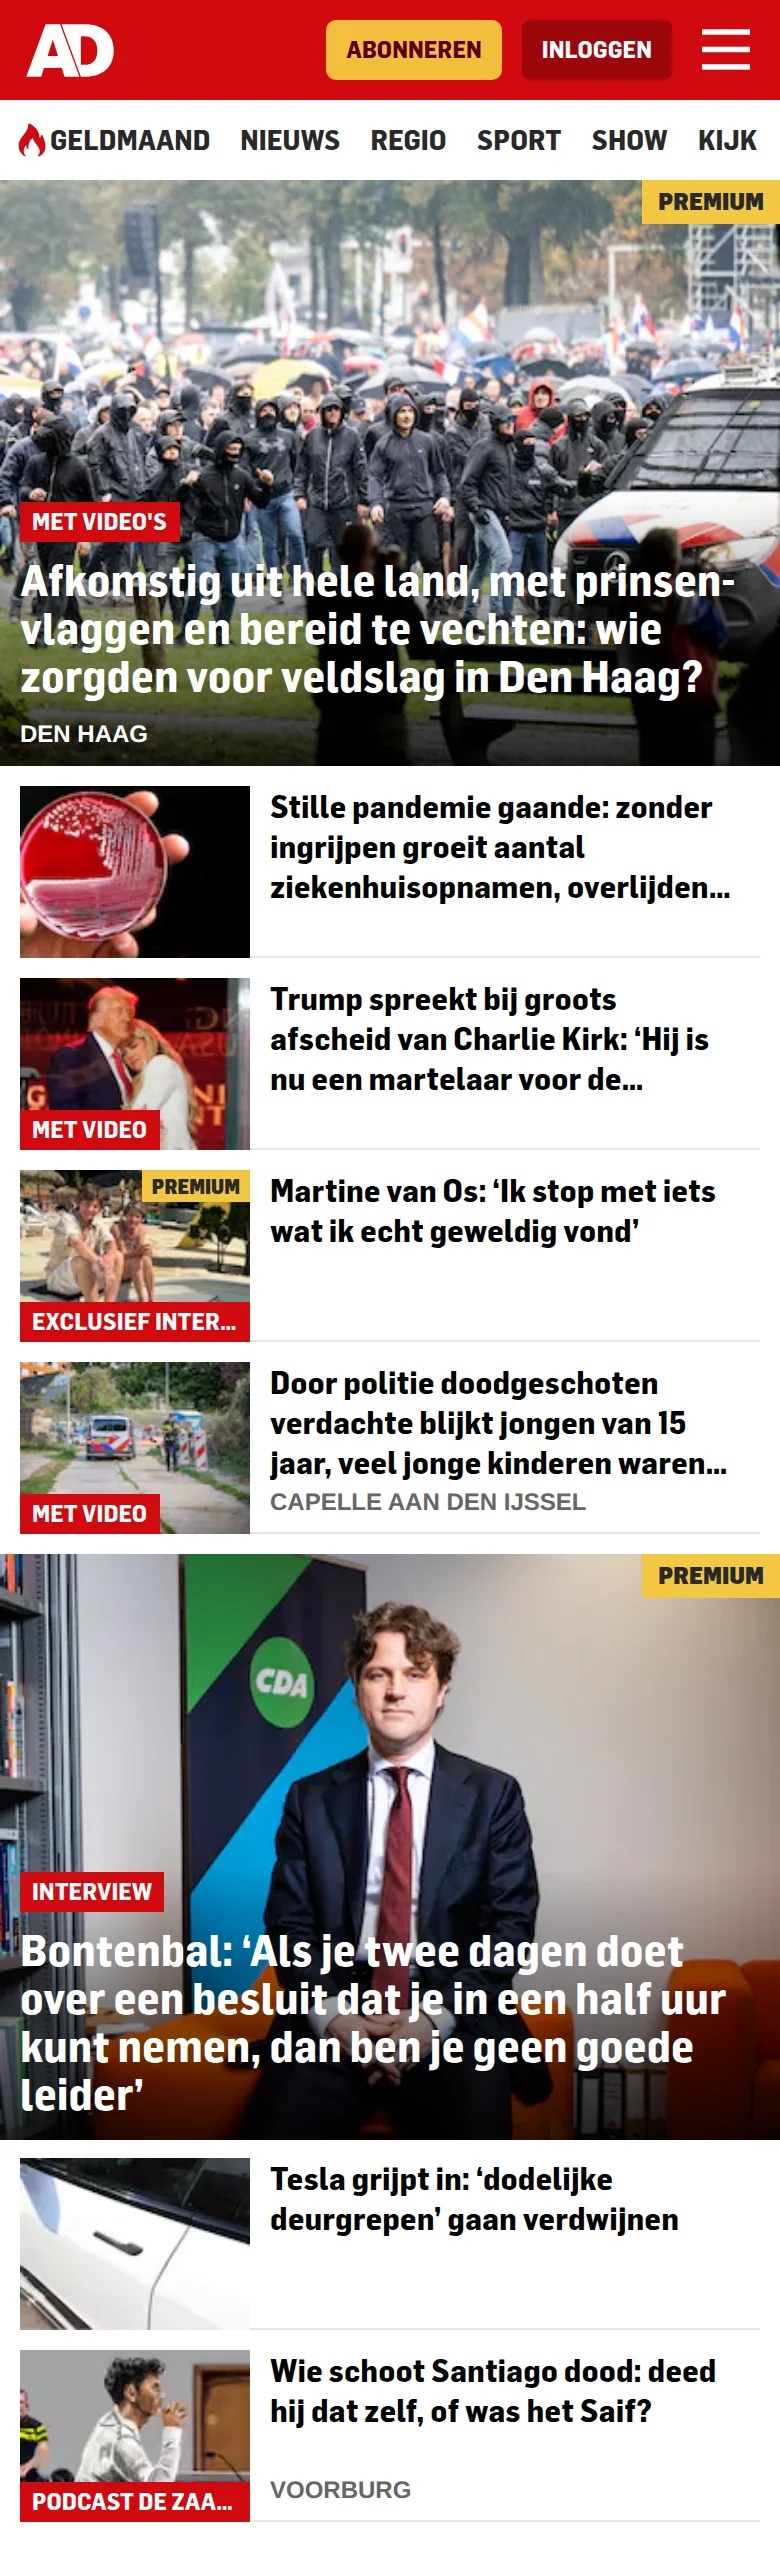 AD
ABONNEREN
INLOGGEN
GELDMAAND NIEUWS REGIO SPORT SHOW KIJK
PREMIUM
MET VIDEO'S
Afkomstig uit hele land, met prinsen-
vlaggen en bereid te vechten: wie
zorgden voor veldslag in Den Haag?
DEN HAAG
Stille pandemie gaande: zonder
ingrijpen groeit aantal
ziekenhuisopnamen, overlijden...
Trump spreekt bij groots
afscheid van Charlie Kirk: ‘Hij is
nu een martelaar voor de...
MET VIDEO
PREMIUM
Martine van Os: ‘Ik stop met iets
wat ik echt geweldig vond’
EXCLUSIEF INTER...
Door politie doodgeschoten
verdachte blijkt jongen van 15
jaar, veel jonge kinderen waren...
CAPELLE AAN DEN IJSSEL
MET VIDEO
PREMIUM
CDA
INTERVIEW
Bontenbal: ‘Als je twee dagen doet
over een besluit dat je in een half uur
kunt nemen, dan ben je geen goede
leider’
Tesla grijpt in: ‘dodelijke
deurgrepen’ gaan verdwijnen
Wie schoot Santiago dood: deed
hij dat zelf, of was het Saif?
VOORBURG
PODCAST DE ZAA...